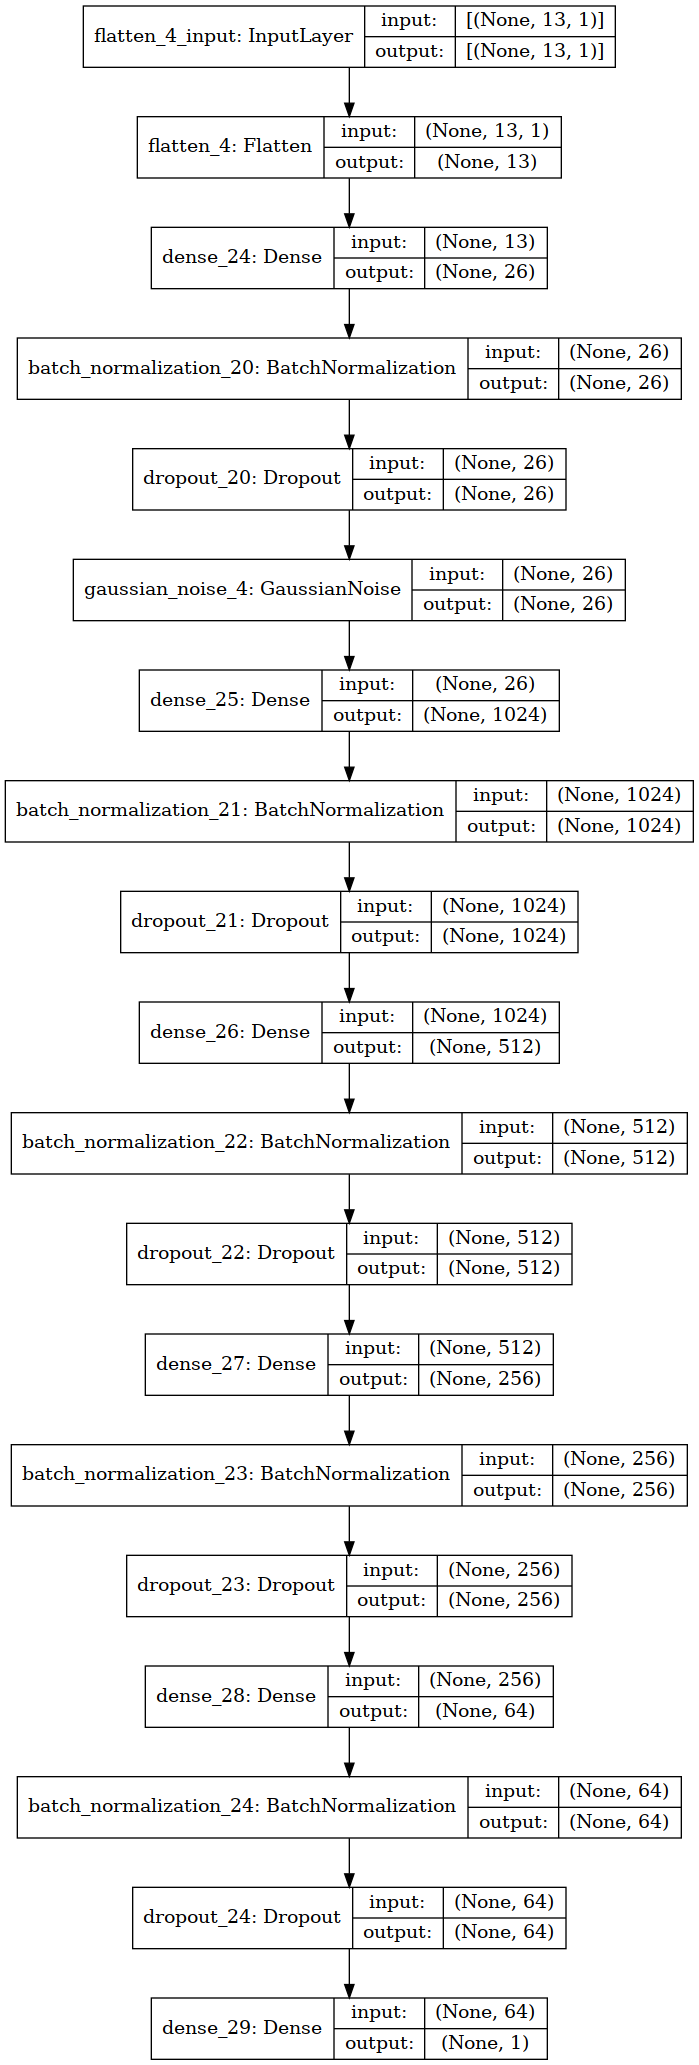 flatten_4_input: InputLayer
input: [(None, 13, 1)]
output: [(None, 13, 1)]
flatten_4: Flatten
input: (None, 13, 1)
output: (None, 13)
dense_24: Dense
input: (None, 13)
output: (None, 26)
batch_normalization_20: BatchNormalization
input: (None, 26)
output: (None, 26)
dropout_20: Dropout
input: (None, 26)
output: (None, 26)
gaussian_noise_4: GaussianNoise
input: (None, 26)
output: (None, 26)
dense_25: Dense
input: (None, 26)
output: (None, 1024)
batch_normalization_21: BatchNormalization
input: (None, 1024)
output: (None, 1024)
dropout_21: Dropout
input: (None, 1024)
output: (None, 1024)
dense_26: Dense
input: (None, 1024)
output: (None, 512)
batch_normalization_22: BatchNormalization
input: (None, 512)
output: (None, 512)
dropout_22: Dropout
input: (None, 512)
output: (None, 512)
dense_27: Dense
input: (None, 512)
output: (None, 256)
batch_normalization_23: BatchNormalization
input: (None, 256)
output: (None, 256)
dropout_23: Dropout
input: (None, 256)
output: (None, 256)
dense_28: Dense
input: (None, 256)
output: (None, 64)
batch_normalization_24: BatchNormalization
input: (None, 64)
output: (None, 64)
dropout_24: Dropout
input: (None, 64)
output: (None, 64)
dense_29: Dense
input: (None, 64)
output: (None, 1)